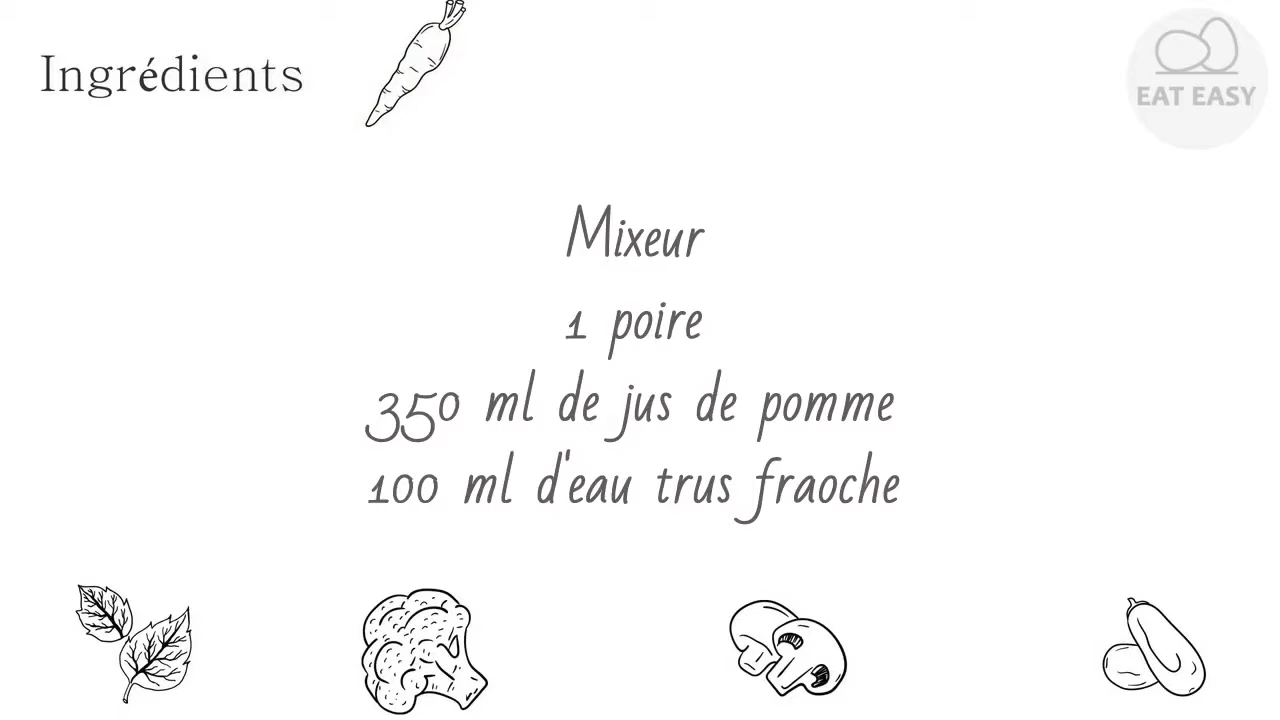 Ingrédients
EAT EASY
Mixeur
1 poire
350 ml de jus de pomme
100 ml d'eau trus fraoche